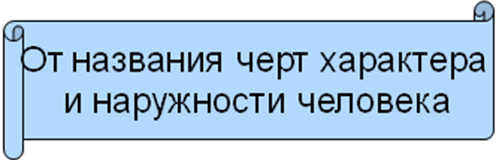 От названия черт характера
и наружности человека